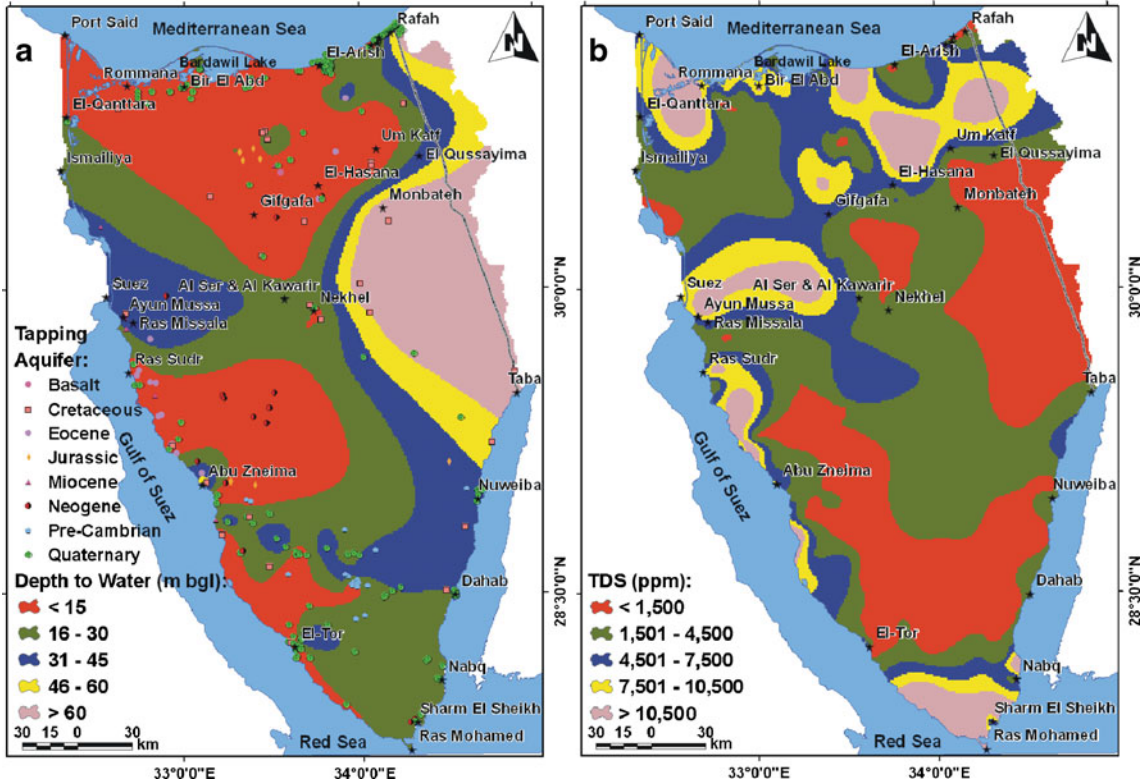 a
Port Said
Mediterranean Sea
Rafah
N
El-Arish
Bardawil Lake
Rommana
Bir El Abd
El-Qanttara
Um Katf
Ismailiya
El Qussayima
El-Hasana
Gifgafa
Monbateh
Suez
Al Ser & Al Kawarir
Ayun Mussa
Nekhel
Ras Missala
Ras Sudr
Taba
Gulf of Suez
Abu Zneima
Nuweiba
Dahab
El-Tor
Nabq
Sharm El Sheikh
Ras Mohamed
Red Sea
Tapping
Aquifer:
Basalt
Cretaceous
Eocene
Jurassic
Miocene
Neogene
Pre-Cambrian
Quaternary
Depth to Water (m bgl):
< 15
16 - 30
31 - 45
46 - 60
> 60
30 15 0 30
km
33°0'0"E
34°0'0"E
b
Port Said
Mediterranean Sea
Rafah
N
El-Arish
Bardawil Lake
Rommana
Bir El Abd
El-Qanttara
Um Katf
Ismailiya
El Qussayima
El-Hasana
Gifgafa
Monbateh
Suez
Al Ser & Al Kawarir
Ayun Mussa
Nekhel
Ras Missala
Ras Sudr
Taba
Gulf of Suez
Abu Zneima
Nuweiba
Dahab
El-Tor
Nabq
Sharm El Sheikh
Ras Mohamed
Red Sea
TDS (ppm):
< 1,500
1,501 - 4,500
4,501 - 7,500
7,501 - 10,500
> 10,500
30 15 0 30
km
33°0'0"E
34°0'0"E
30°0'0"N
28°30'0"N